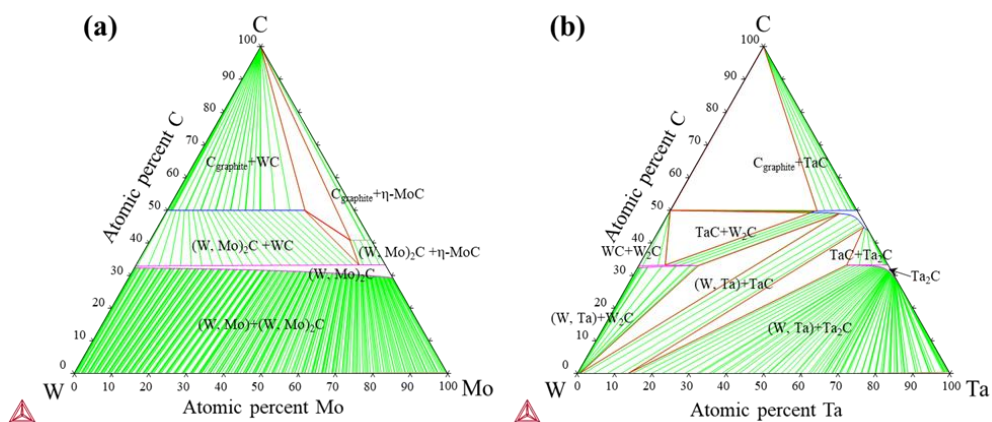 (a)
C
100
90
80
70
60
50
40
30
20
10
0
Atomic percent C
C_graphite+WC
C_graphite+η-MoC
(W, Mo)₂C +WC
(W, Mo)₂C +η-MoC
(W, Mo)₂C
(W, Mo)+(W, Mo)₂C
W
0 10 20 30 40 50 60 70 80 90 100
Mo
Atomic percent Mo
(b)
C
100
90
80
70
60
50
40
30
20
10
0
Atomic percent C
C_graphite+TaC
TaC+W₂C
WC+W₂C
TaC+Ta₂C
Ta₂C
(W, Ta)+TaC
(W, Ta)+W₂C
(W, Ta)+Ta₂C
W
0 10 20 30 40 50 60 70 80 90 100
Ta
Atomic percent Ta